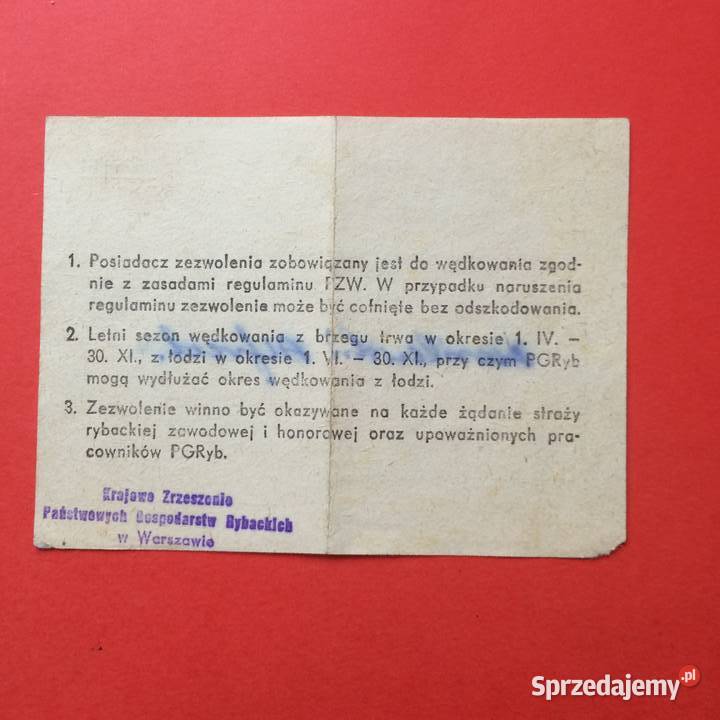 1. Posiadacz zezwolenia zobowiązany jest do wędkowania zgod-
nie z zasadami regulaminu PZW. W przypadku naruszenia
regulaminu zezwolenie może być cofnięte bez odszkodowania.
2. Letni sezon wędkowania z brzegu trwa w okresie 1. IV. –
30. XI., z łodzi w okresie 1. VI. – 30. XI., przy czym PGRyb
mogą wydłużać okres wędkowania z łodzi.
3. Zezwolenie winno być okazywane na każde żądanie straży
rybackiej zawodowej i honorowej oraz upoważnionych pra-
cowników PGRyb.
Krajowe Zrzeszenie
Państwowych Gospodarstw Rybackich
w Warszawie
Sprzedajemy.pl